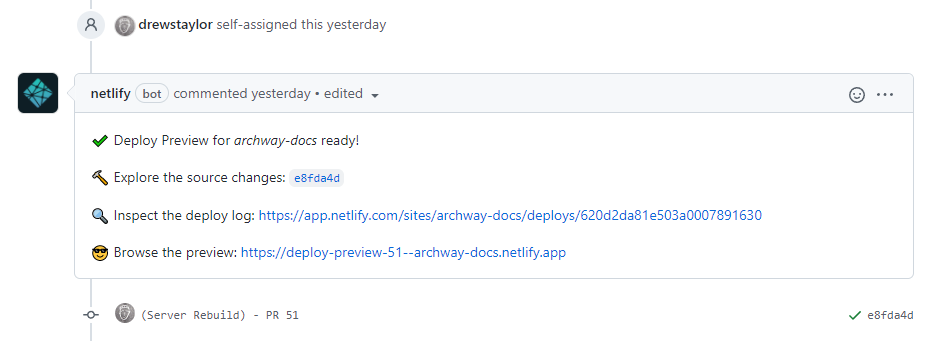 drewstaylor self-assigned this yesterday
netlify bot commented yesterday • edited
Deploy Preview for archway-docs ready!
Explore the source changes: e8fda4d
Inspect the deploy log: https://app.netlify.com/sites/archway-docs/deploys/620d2da81e503a0007891630
Browse the preview: https://deploy-preview-51--archway-docs.netlify.app
(Server Rebuild) - PR 51 e8fda4d